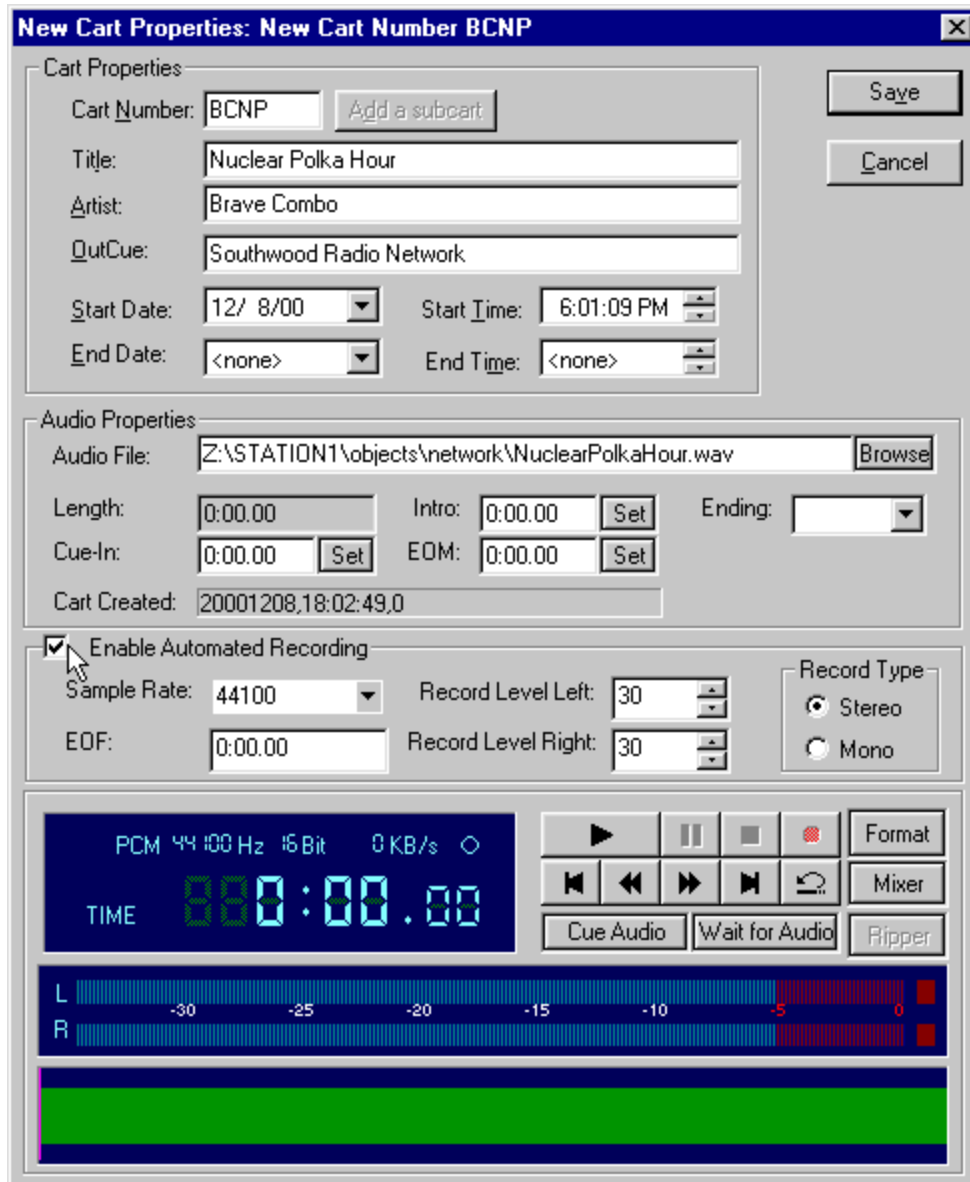 New Cart Properties: New Cart Number BCNP
Cart Properties
Cart Number: BCNP Add a subcart
Save
Title: Nuclear Polka Hour
Cancel
Artist: Brave Combo
OutCue: Southwood Radio Network
Start Date: 12/ 8/00 Start Time: 6:01:09 PM
End Date: <none> End Time: <none>
Audio Properties
Audio File: Z:\STATION1\objects\network\NuclearPolkaHour.wav Browse
Length: 0:00.00 Intro: 0:00.00 Set Ending:
Cue-In: 0:00.00 Set EOM: 0:00.00 Set
Cart Created: 20001208,18:02:49,0
Enable Automated Recording
Sample Rate: 44100 Record Level Left: 30
Record Type
Stereo
EOF: 0:00.00 Record Level Right: 30
Mono
PCM 44100 Hz 16 Bit 0 KB/s
Format
TIME 0:00.00
Mixer
Cue Audio Wait for Audio Ripper
L
-30 -25 -20 -15 -10 -5 0
R